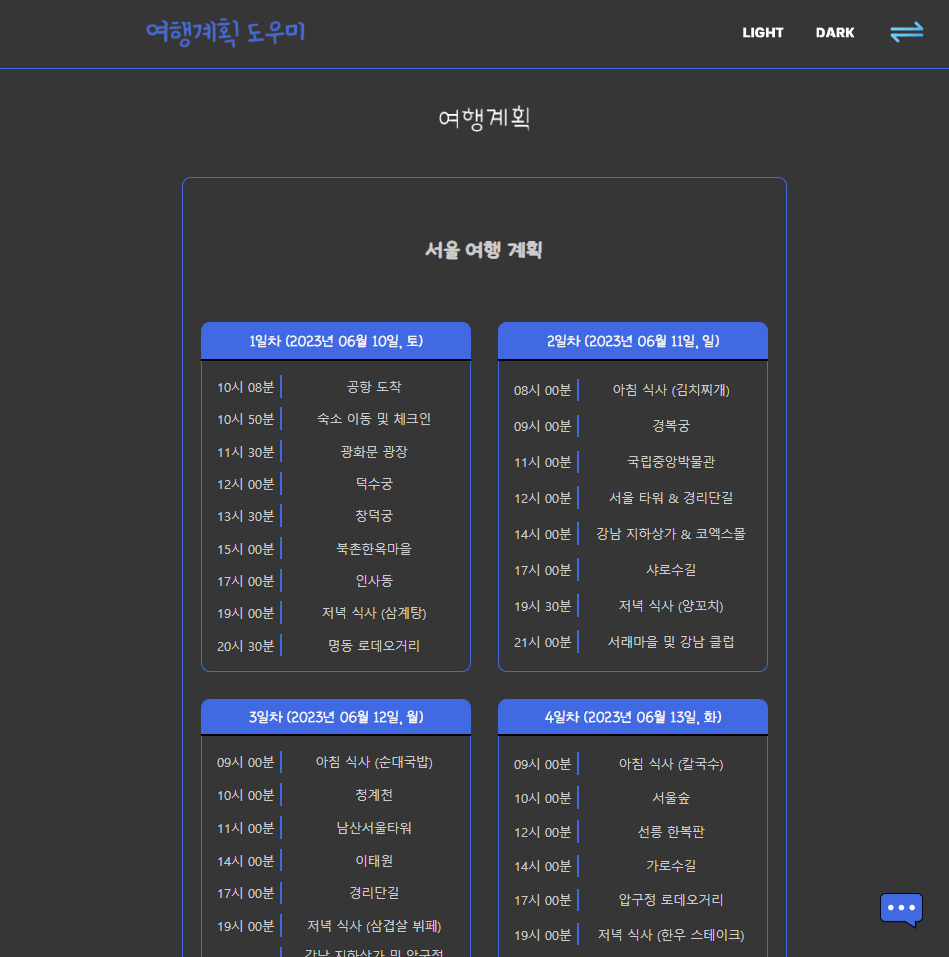 여행계획 도우미
LIGHT DARK
여행계획
서울 여행 계획
1일차 (2023년 06월 10일, 토)
10시 08분 공항 도착
10시 50분 숙소 이동 및 체크인
11시 30분 광화문 광장
12시 00분 덕수궁
13시 30분 창덕궁
15시 00분 북촌한옥마을
17시 00분 인사동
19시 00분 저녁 식사 (삼계탕)
20시 30분 명동 로데오거리
2일차 (2023년 06월 11일, 일)
08시 00분 아침 식사 (김치찌개)
09시 00분 경복궁
11시 00분 국립중앙박물관
12시 00분 서울 타워 & 경리단길
14시 00분 강남 지하상가 & 코엑스몰
17시 00분 샤로수길
19시 30분 저녁 식사 (양꼬치)
21시 00분 서래마을 및 강남 클럽
3일차 (2023년 06월 12일, 월)
09시 00분 아침 식사 (순대국밥)
10시 00분 청계천
11시 00분 남산서울타워
14시 00분 이태원
17시 00분 경리단길
19시 00분 저녁 식사 (삼겹살 뷔페)
강남 지하상가 및 압구정
4일차 (2023년 06월 13일, 화)
09시 00분 아침 식사 (칼국수)
10시 00분 서울숲
12시 00분 선릉 한복판
14시 00분 가로수길
17시 00분 압구정 로데오거리
19시 00분 저녁 식사 (한우 스테이크)